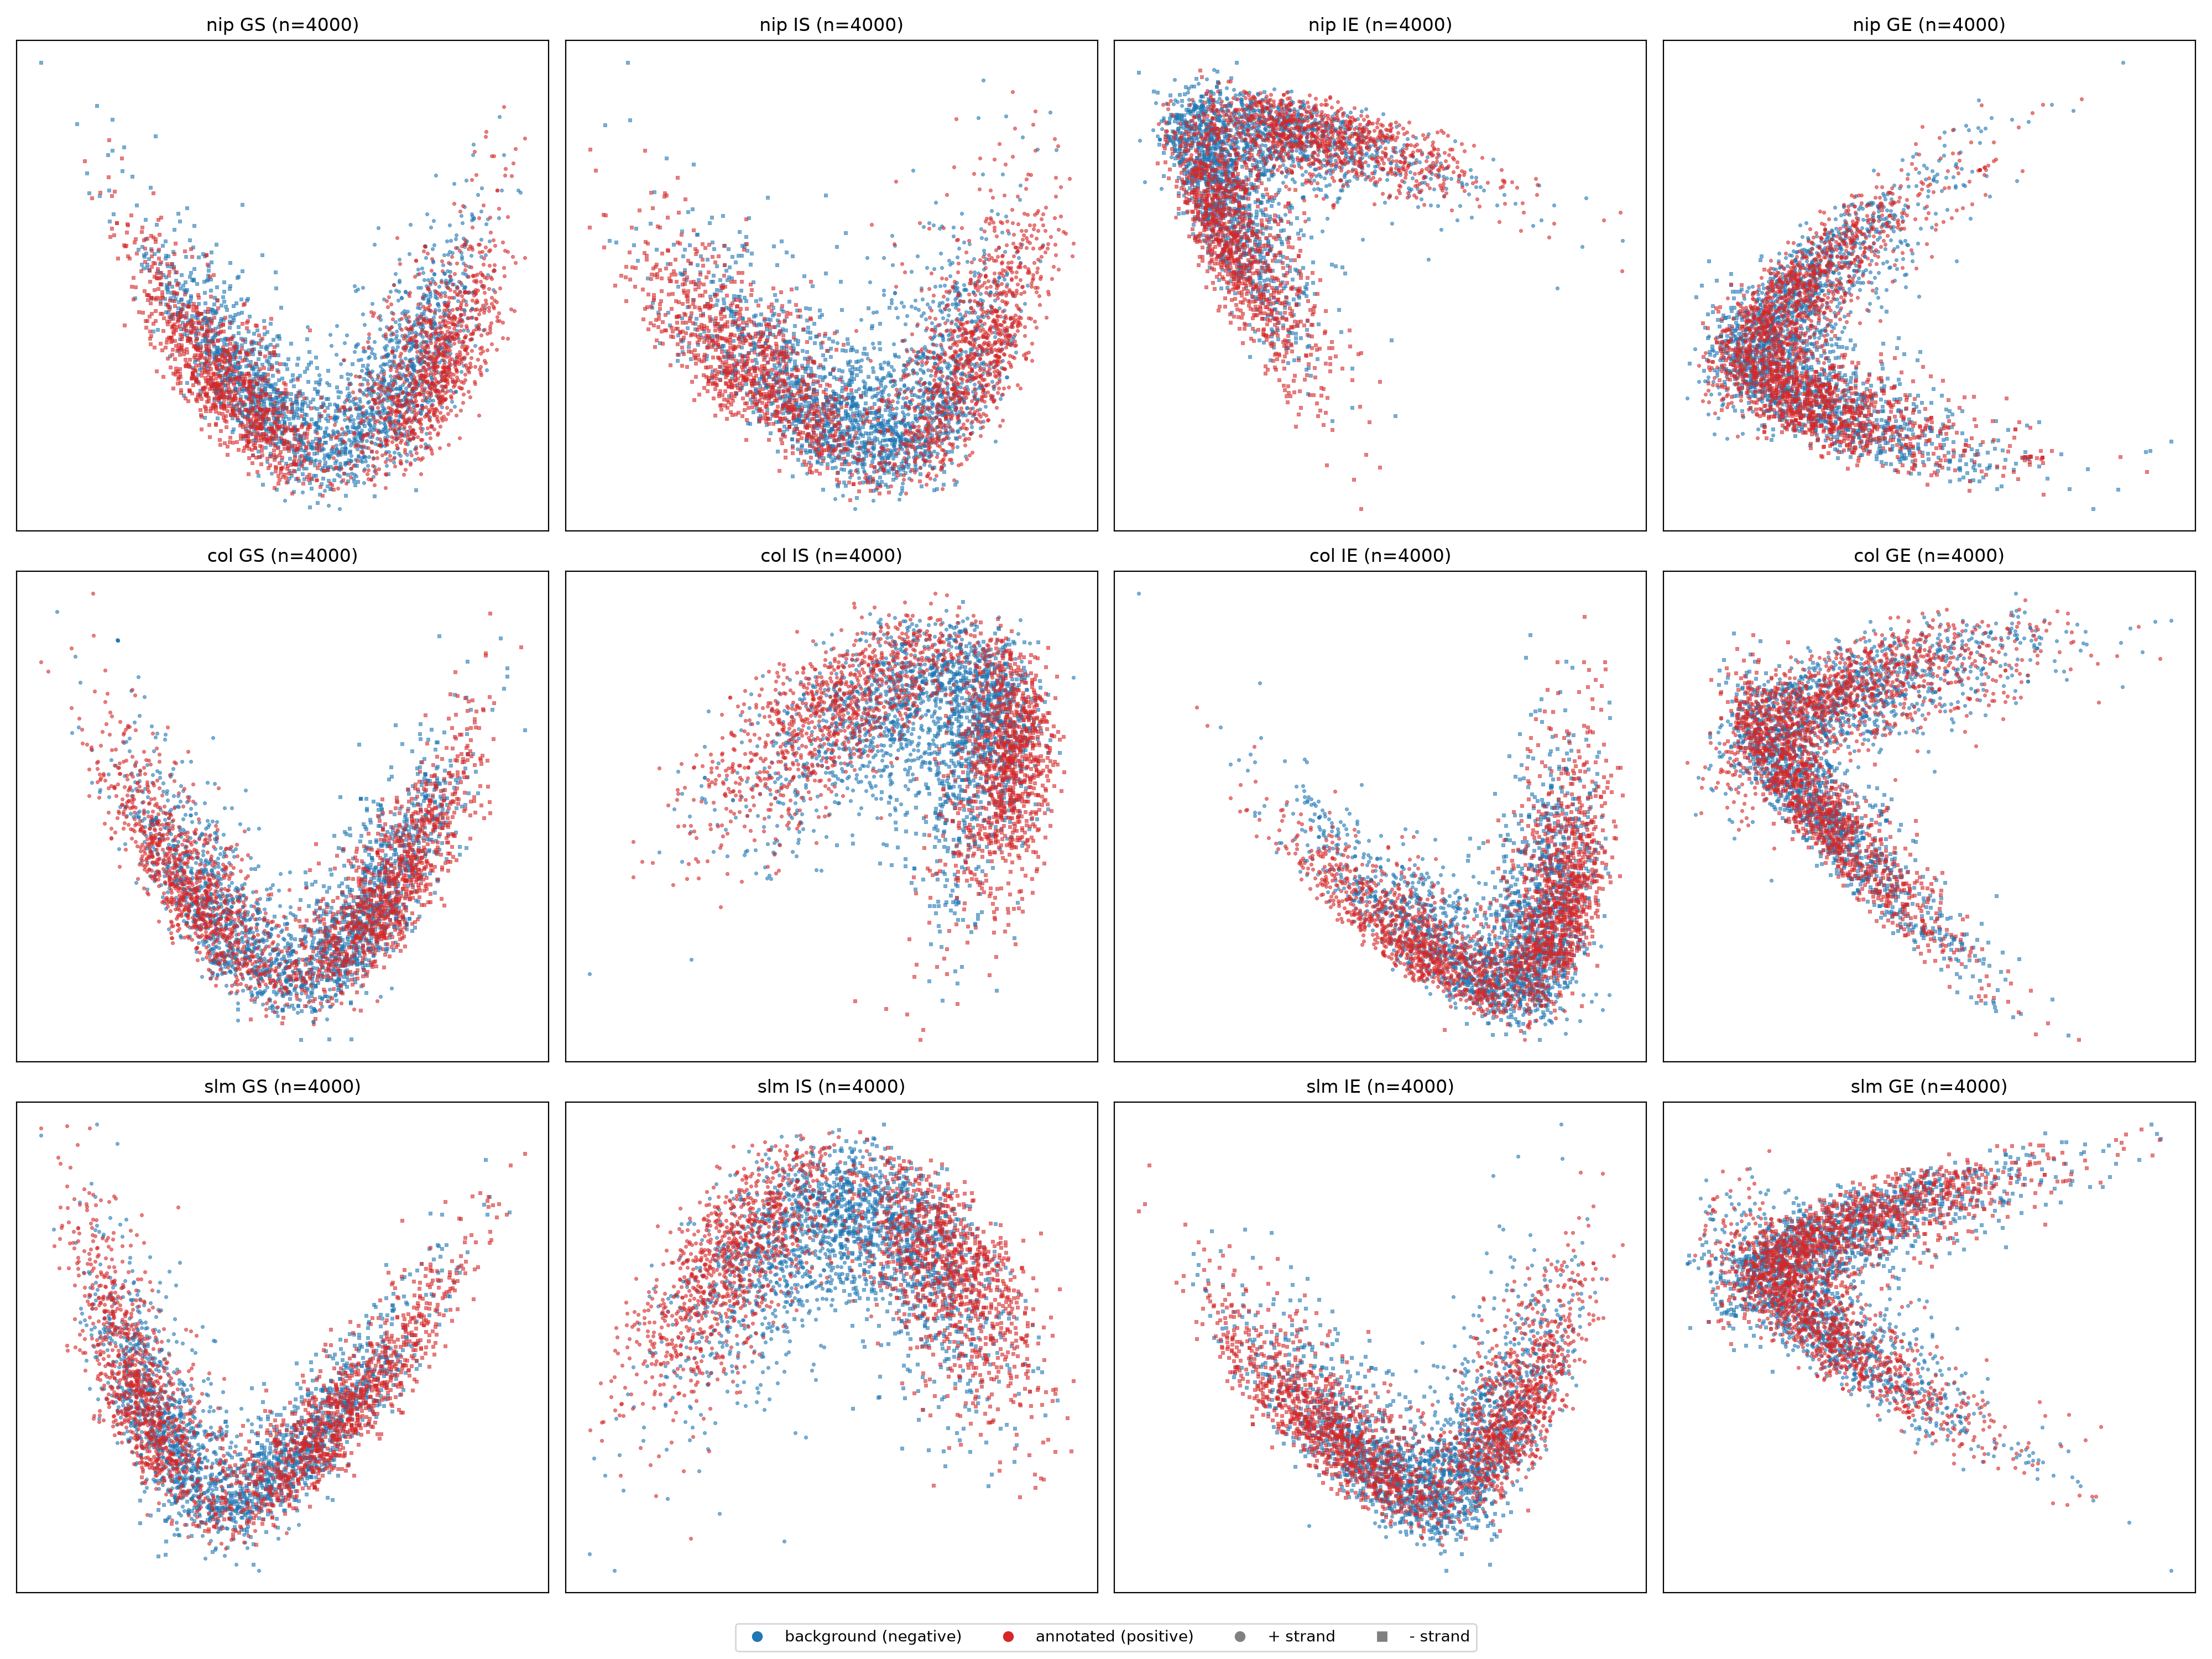 nip GS (n=4000)
nip IS (n=4000)
nip IE (n=4000)
nip GE (n=4000)
col GS (n=4000)
col IS (n=4000)
col IE (n=4000)
col GE (n=4000)
slm GS (n=4000)
slm IS (n=4000)
slm IE (n=4000)
slm GE (n=4000)
background (negative)
annotated (positive)
+ strand
- strand